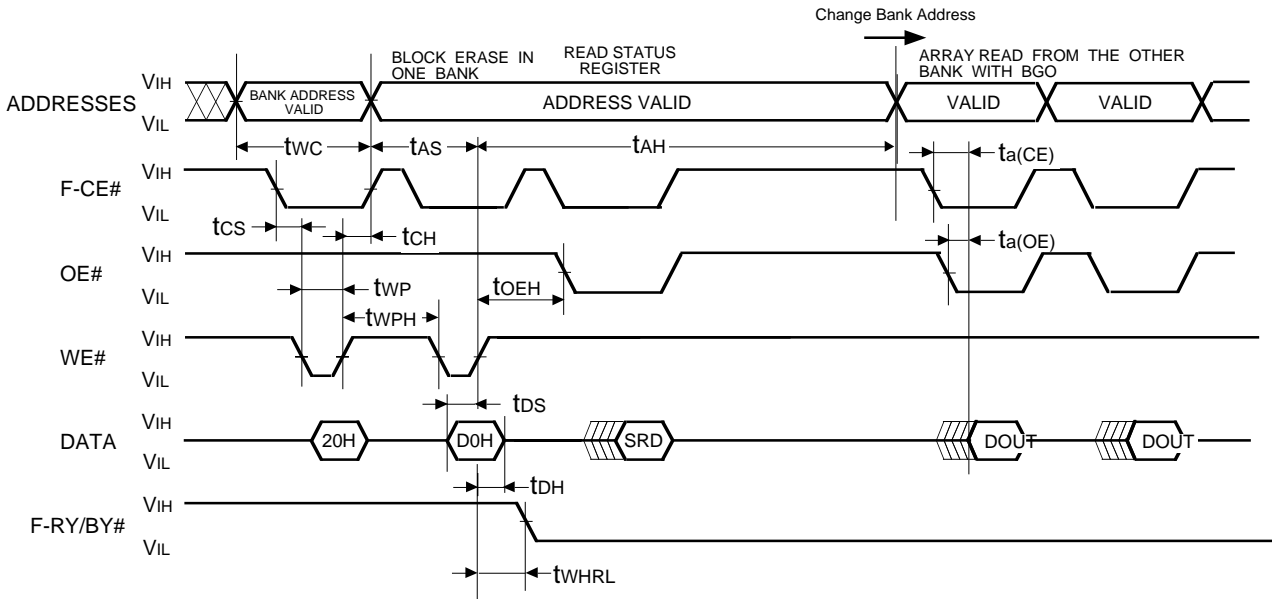 Change Bank Address
BLOCK ERASE IN
ONE BANK
READ STATUS
REGISTER
ARRAY READ FROM THE OTHER
BANK WITH BGO
ADDRESSES
VIH
VIL
BANK ADDRESS
VALID
ADDRESS VALID
VALID
VALID
tWC
tAS
tAH
ta(CE)
F-CE#
VIH
VIL
tCS
tCH
ta(OE)
OE#
VIH
VIL
tWP
tOEH
tWPH
WE#
VIH
VIL
tDS
DATA
VIH
VIL
20H
D0H
SRD
DOUT
DOUT
tDH
F-RY/BY#
VIH
VIL
tWHRL